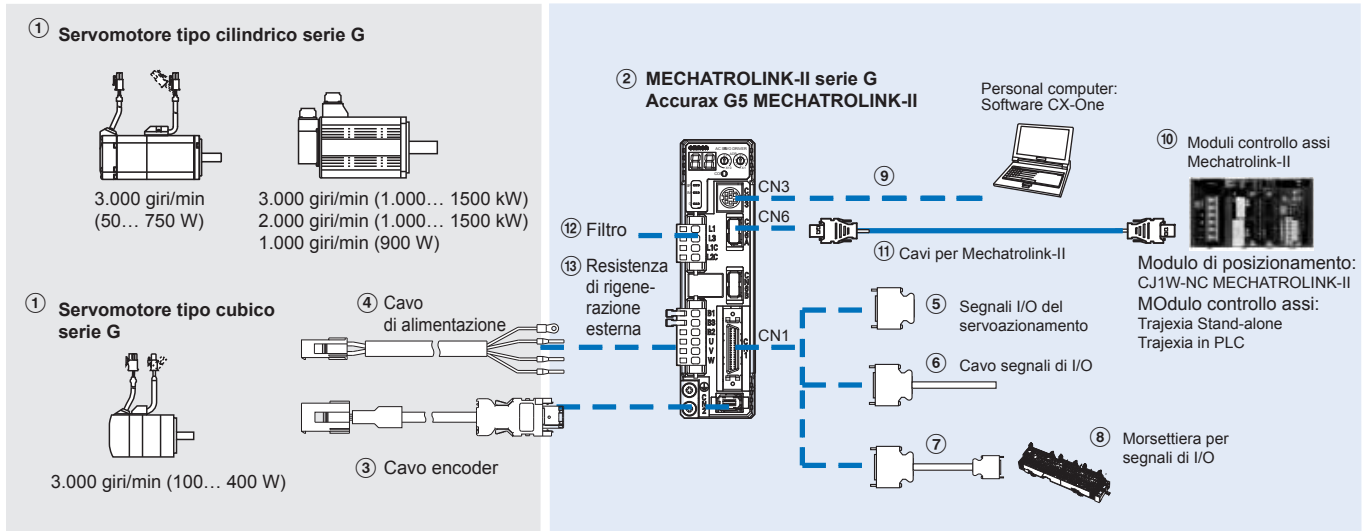 ① Servomotore tipo cilindrico serie G
3.000 giri/min
(50… 750 W)
3.000 giri/min (1.000… 1500 kW)
2.000 giri/min (1.000… 1500 kW)
1.000 giri/min (900 W)
① Servomotore tipo cubico
serie G
3.000 giri/min (100… 400 W)
④ Cavo
di alimentazione
③ Cavo encoder
② MECHATROLINK-II serie G
Accurax G5 MECHATROLINK-II
⑫ Filtro
⑬ Resistenza
di rigene-
razione
esterna
L1
L3
L1C
L2C
B1
B3
B2
U
V
W
CN3
CN6
CN1
⑨
Personal computer:
Software CX-One
⑪ Cavi per Mechatrolink-II
⑩ Moduli controllo assi
Mechatrolink-II
Modulo di posizionamento:
CJ1W-NC MECHATROLINK-II
MOdulo controllo assi:
Trajexia Stand-alone
Trajexia in PLC
⑤ Segnali I/O del
servoazionamento
⑥ Cavo segnali di I/O
⑦
⑧ Morsettiera per
segnali di I/O